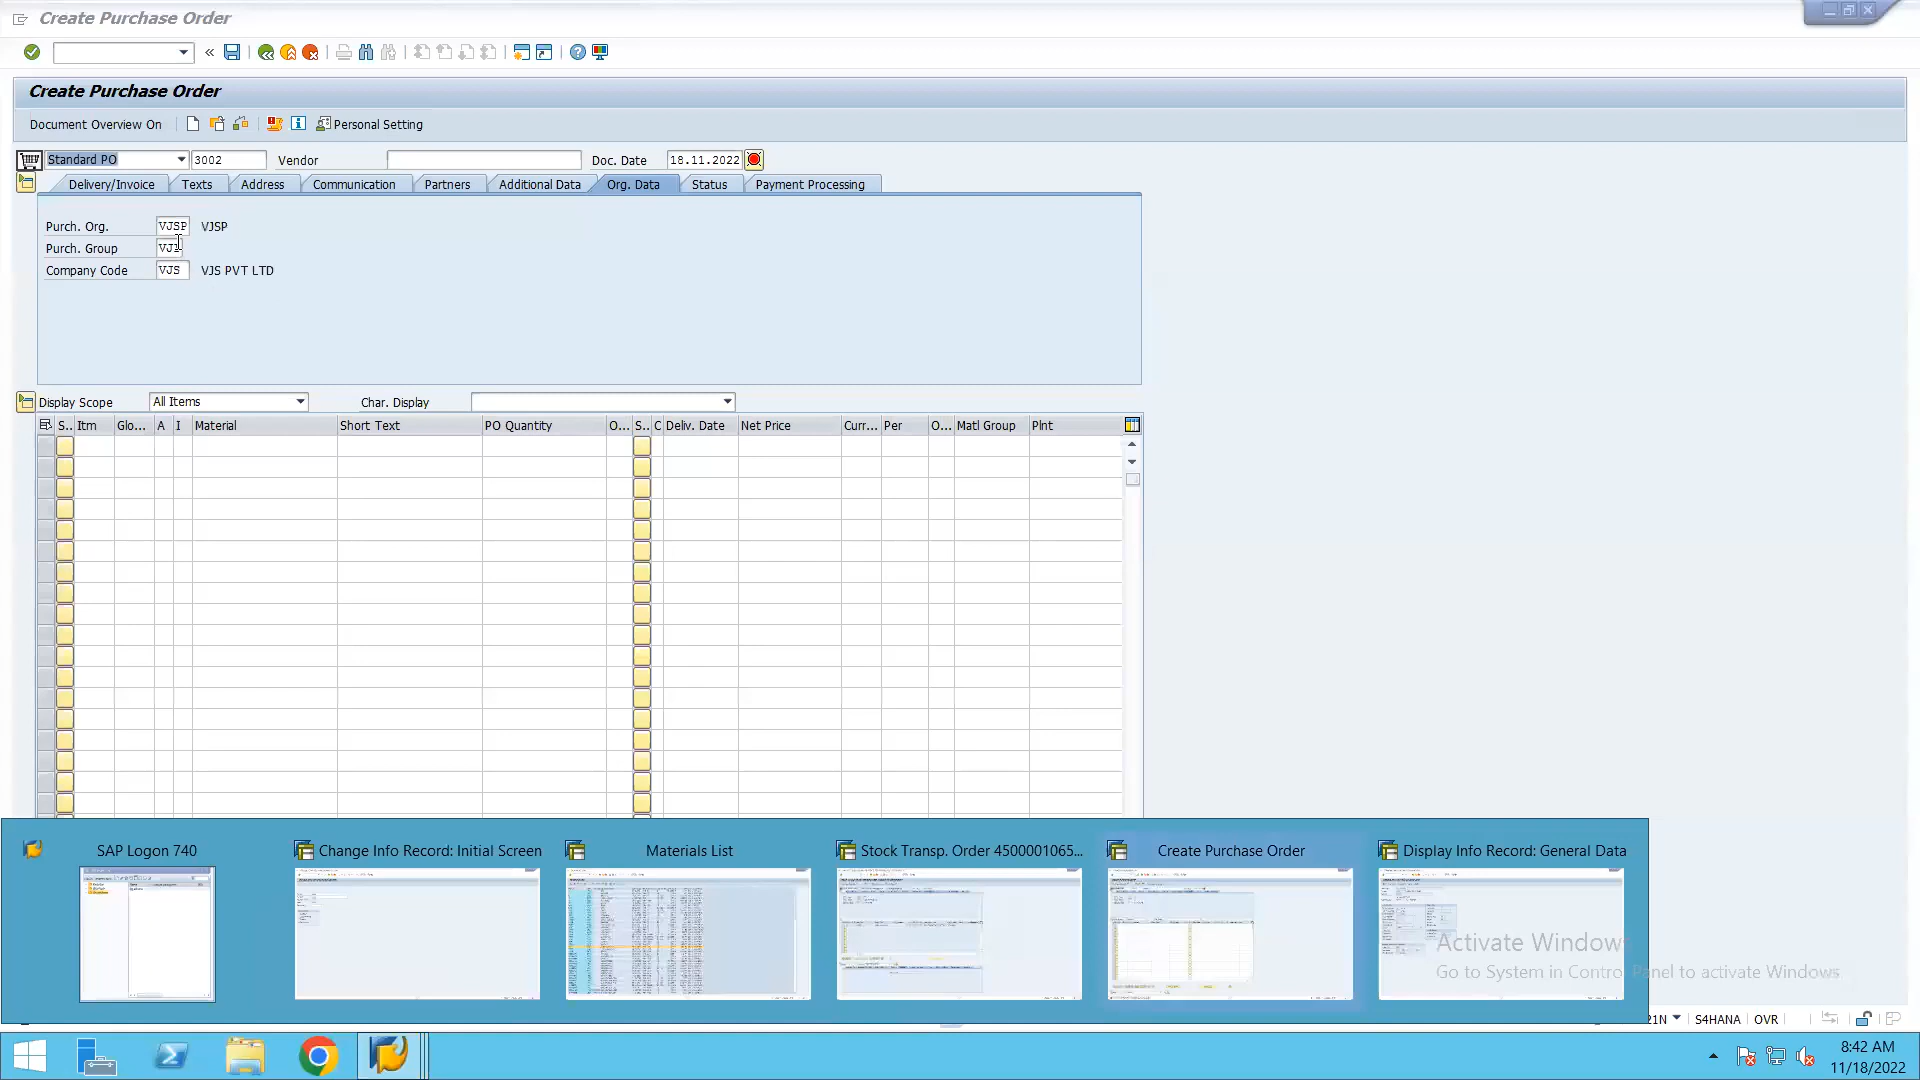 Create Purchase Order
Create Purchase Order
Document Overview On
Personal Setting
Standard PO 3002 Vendor Doc. Date 18.11.2022
Delivery/Invoice Texts Address Communication Partners Additional Data Org. Data Status Payment Processing
Purch. Org. VJSP VJSP
Purch. Group VJ1
Company Code VJS VJS PVT LTD
Display Scope All Items Char. Display
S.. Itm Glo... A I Material Short Text PO Quantity O... S.. C Deliv. Date Net Price Curr... Per O... Matl Group Plnt
SAP Logon 740 Change Info Record: Initial Screen Materials List Stock Transp. Order 4500001065... Create Purchase Order Display Info Record: General Data
Activate Windows
Go to System in Control Panel to activate Windows.
21N S4HANA OVR
8:42 AM
11/18/2022